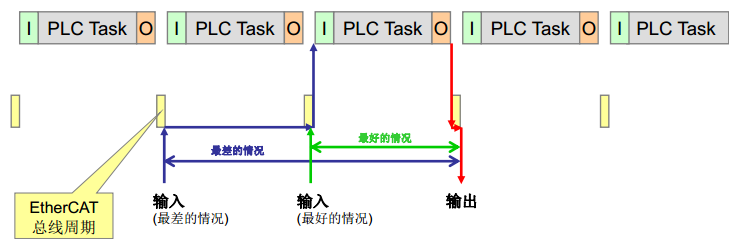 I PLC Task O I PLC Task O I PLC Task O I PLC Task O I PLC Task
最好的情况
最差的情况
输入 输入 输出
(最差的情况) (最好的情况)
EtherCAT
总线周期